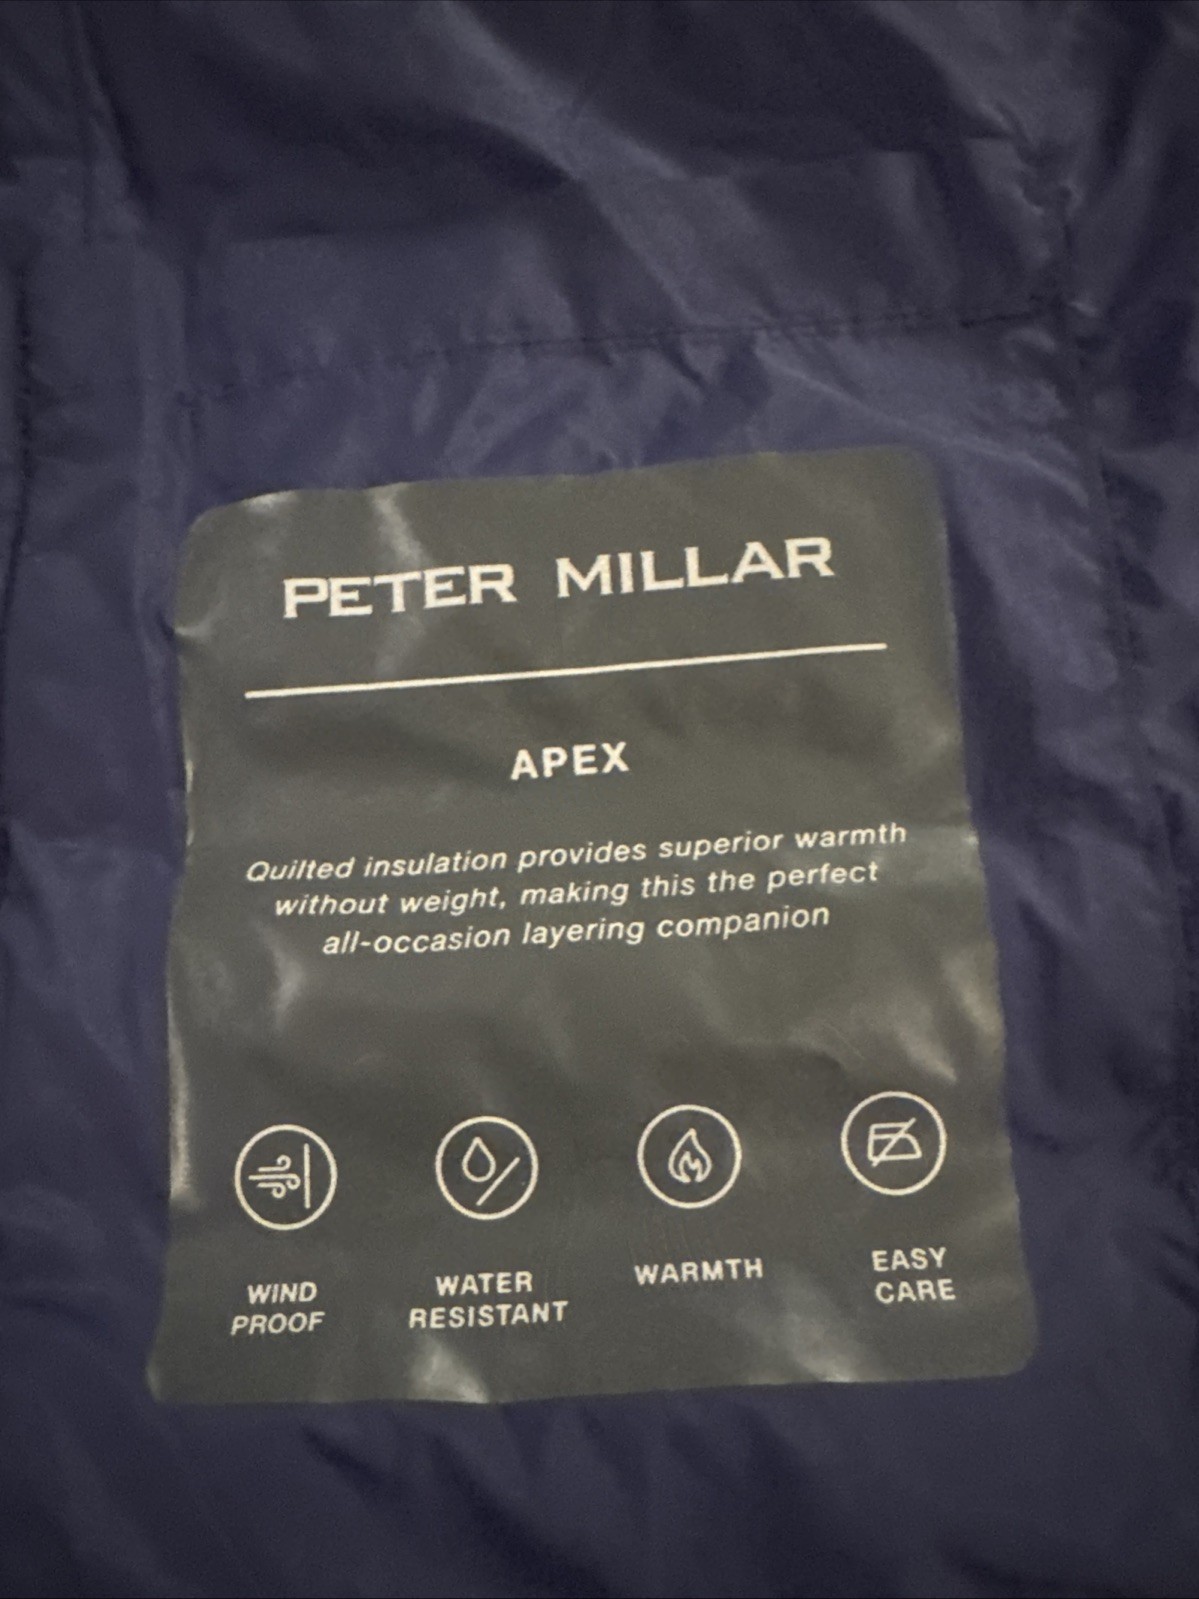 PETER MILLAR
APEX
Quilted insulation provides superior warmth
without weight, making this the perfect
all-occasion layering companion
WIND
PROOF
WATER
RESISTANT
WARMTH
EASY
CARE